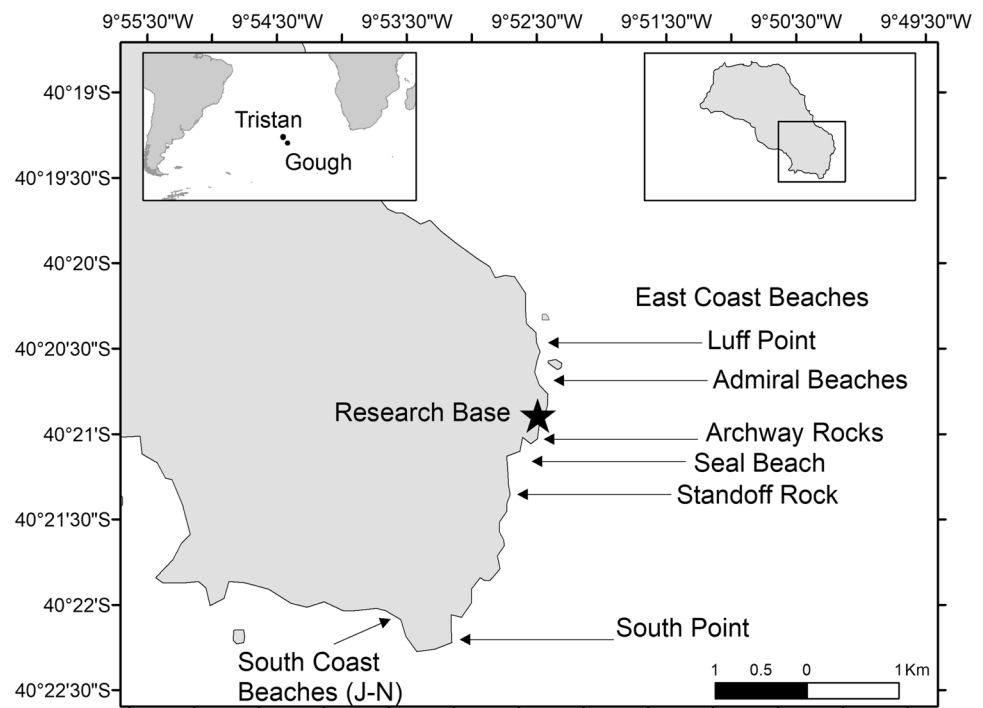 9°55'30"W 9°54'30"W 9°53'30"W 9°52'30"W 9°51'30"W 9°50'30"W 9°49'30"W
40°19'S
Tristan
Gough
40°19'30"S
40°20'S
East Coast Beaches
40°20'30"S
Luff Point
Admiral Beaches
Research Base
40°21'S
Archway Rocks
Seal Beach
Standoff Rock
40°21'30"S
40°22'S
South Point
South Coast
Beaches (J-N)
1 0.5 0 1 Km
40°22'30"S